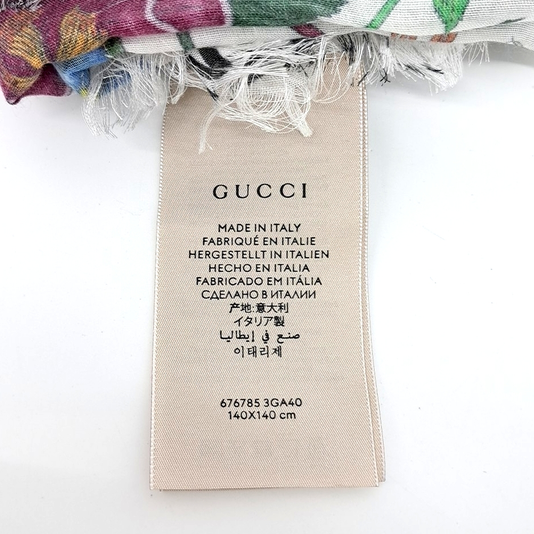 GUCCI
MADE IN ITALY
FABRIQUÉ EN ITALIE
HERGESTELLT IN ITALIEN
HECHO EN ITALIA
FABRICADO EM ITÁLIA
СДЕЛАНО В ИТАЛИИ
产地:意大利
イタリア製
صنع في إيطاليا
이태리제
676785 3GA40
140X140 cm